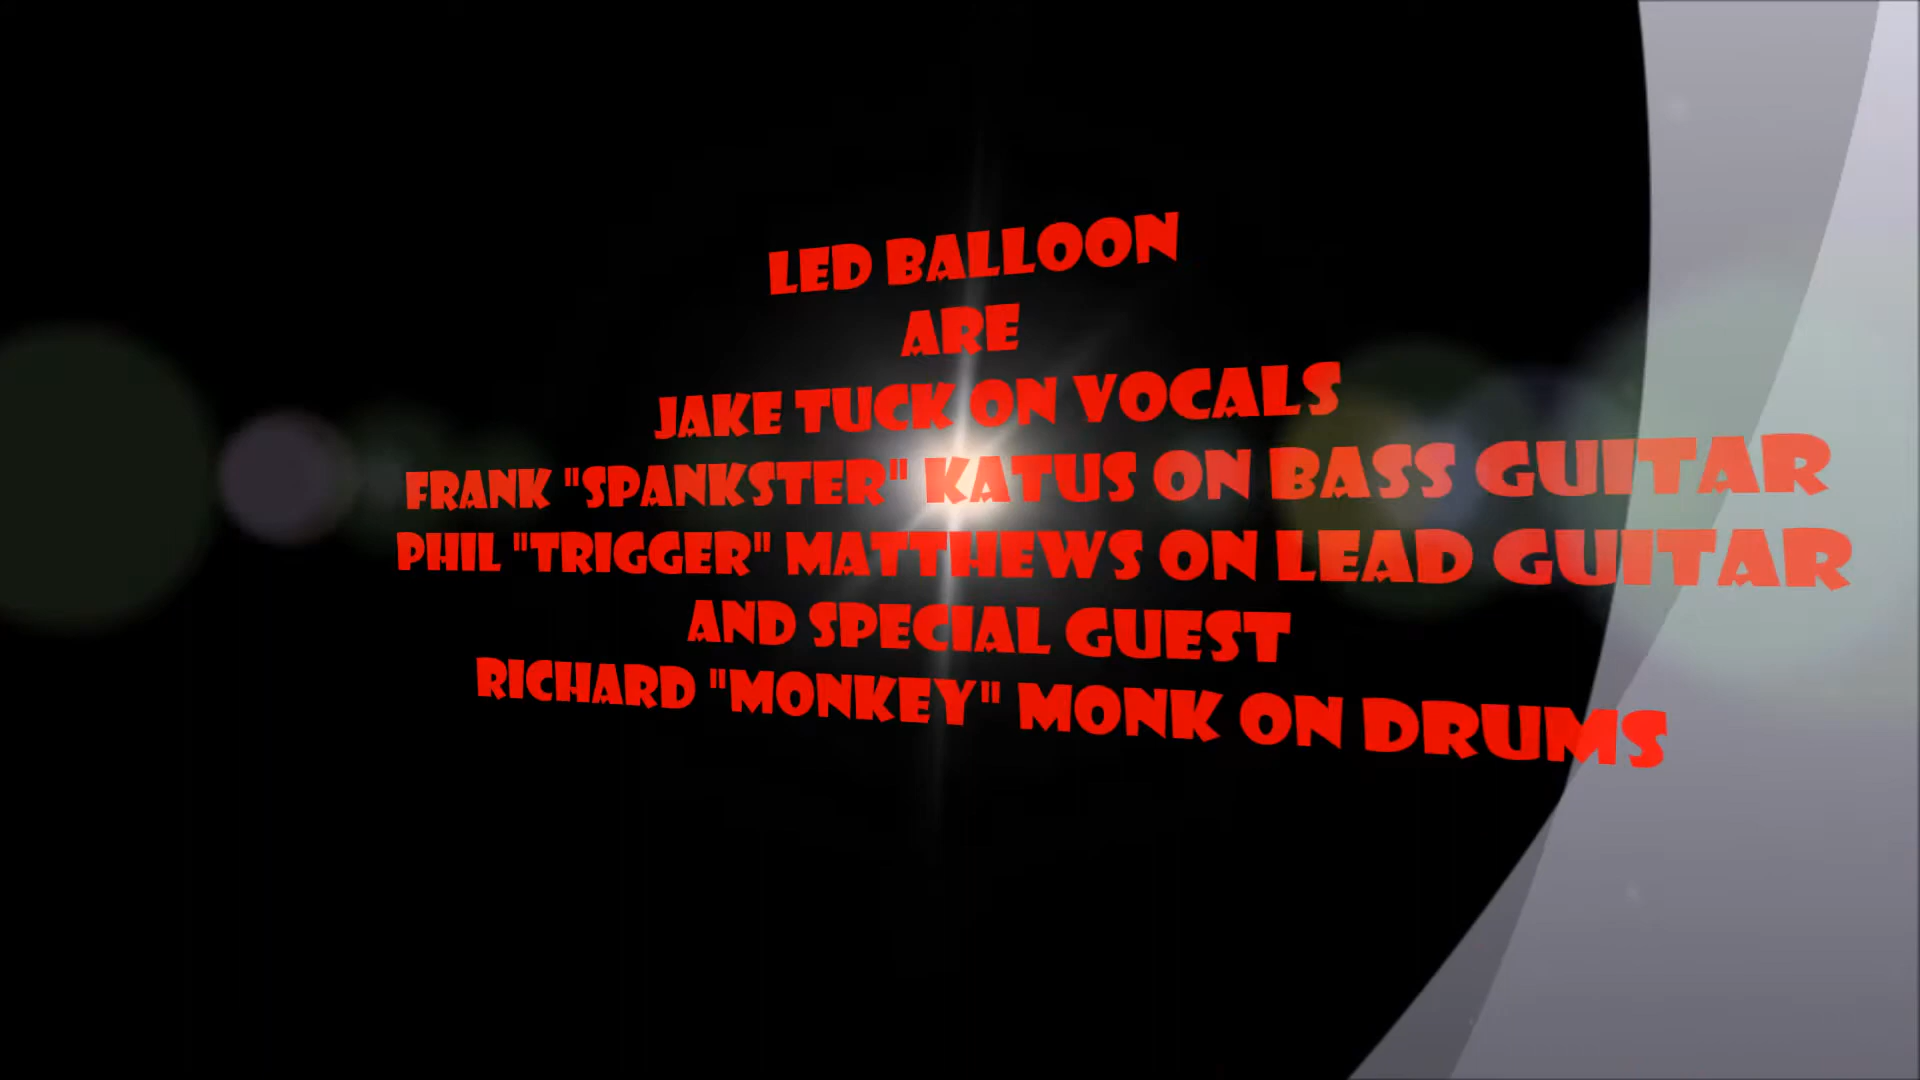 LED BALLOON
ARE
JAKE TUCK ON VOCALS
FRANK "SPANKSTER" KATUS ON BASS GUITAR
PHIL "TRIGGER" MATTHEWS ON LEAD GUITAR
AND SPECIAL GUEST
RICHARD "MONKEY" MONK ON DRUMS